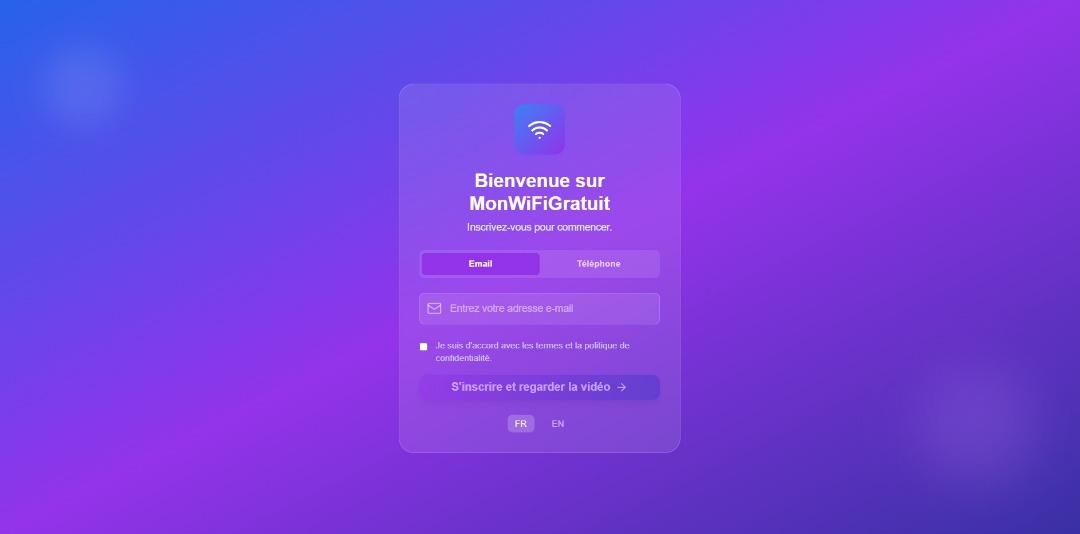 Bienvenue sur
MonWiFiGratuit
Inscrivez-vous pour commencer.
Email
Téléphone
Entrez votre adresse e-mail
Je suis d'accord avec les termes et la politique de
confidentialité.
S'inscrire et regarder la vidéo →
FR
EN